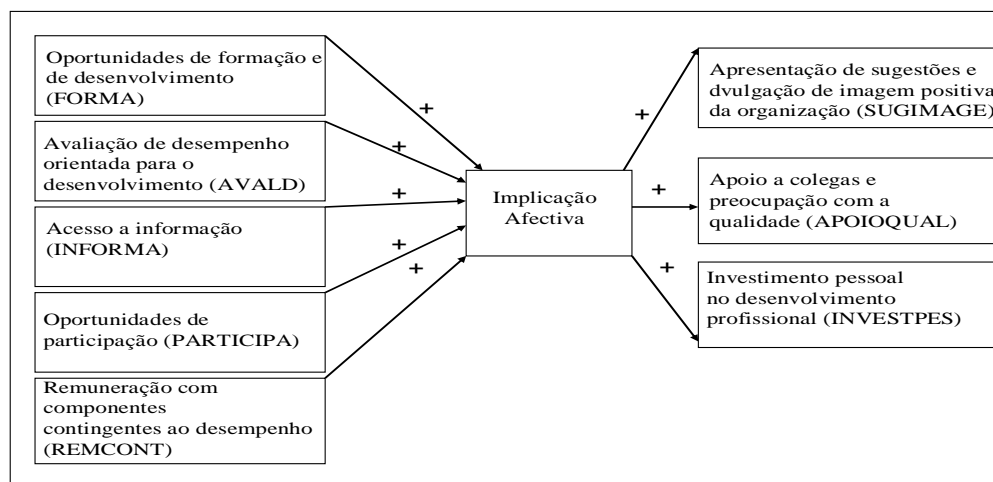 Oportunidades de formação e
de desenvolvimento
(FORMA)
+
Avaliação de desempenho
orientada para o
desenvolvimento (AVALD)
+
Acesso a informação
(INFORMA)
+
Oportunidades de
participação (PARTICIPA)
+
Remuneração com
componentes
contingentes ao desempenho
(REMCONT)
+
Implicação
Afectiva
+
Apresentação de sugestões e
dvulgação de imagem positiva
da organização (SUGIMAGE)
+
Apoio a colegas e
preocupação com a
qualidade (APOIOQUAL)
+
Investimento pessoal
no desenvolvimento
profissional (INVESTPES)